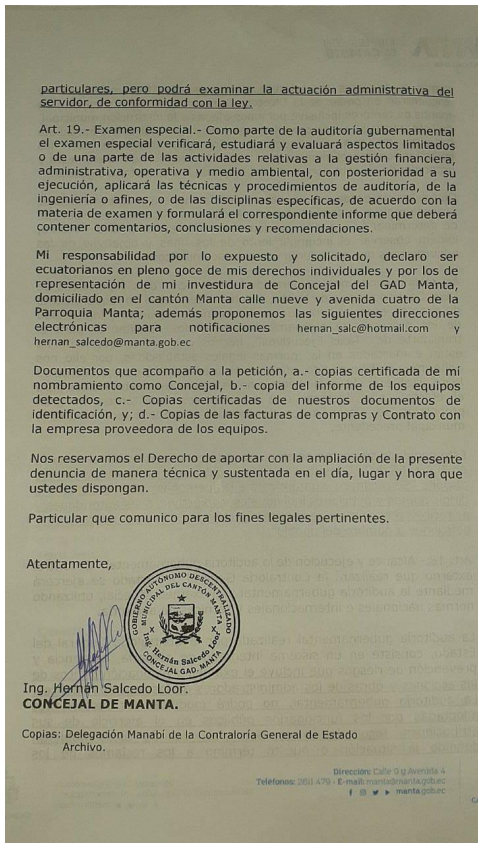 particulares, pero podrá examinar la actuación administrativa del
servidor, de conformidad con la ley.
Art. 19.- Examen especial.- Como parte de la auditoría gubernamental
el examen especial verificará, estudiará y evaluará aspectos limitados
o de una parte de las actividades relativas a la gestión financiera,
administrativa, operativa y medio ambiental, con posterioridad a su
ejecución, aplicará las técnicas y procedimientos de auditoría, de la
ingeniería o afines, o de las disciplinas específicas, de acuerdo con la
materia de examen y formulará el correspondiente informe que deberá
contener comentarios, conclusiones y recomendaciones.
Mi responsabilidad por lo expuesto y solicitado, declaro ser
ecuatorianos en pleno goce de mis derechos individuales y por los de
representación de mi investidura de Concejal del GAD Manta,
domiciliado en el cantón Manta calle nueve y avenida cuatro de la
Parroquia Manta; además proponemos las siguientes direcciones
electrónicas para notificaciones hernan_salc@hotmail.com y
hernan_salcedo@manta.gob.ec
Documentos que acompaño a la petición, a.- copias certificada de mí
nombramiento como Concejal, b.- copia del informe de los equipos
detectados, c.- Copias certificadas de nuestros documentos de
identificación, y; d.- Copias de las facturas de compras y Contrato con
la empresa proveedora de los equipos.
Nos reservamos el Derecho de aportar con la ampliación de la presente
denuncia de manera técnica y sustentada en el día, lugar y hora que
ustedes dispongan.
Particular que comunico para los fines legales pertinentes.
Atentamente,
GOBIERNO AUTÓNOMO DESCENTRALIZADO
MUNICIPAL DEL CANTÓN MANTA
Ing. Hernán Salcedo Loor
CONCEJAL GAD. MANTA
Ing. Hernán Salcedo Loor.
CONCEJAL DE MANTA.
Copias: Delegación Manabí de la Contraloría General de Estado
Archivo.
Dirección: Calle 9 y Avenida 4
Teléfonos: 2611 479 - E-mail: manta@manta.gob.ec
manta.gob.ec